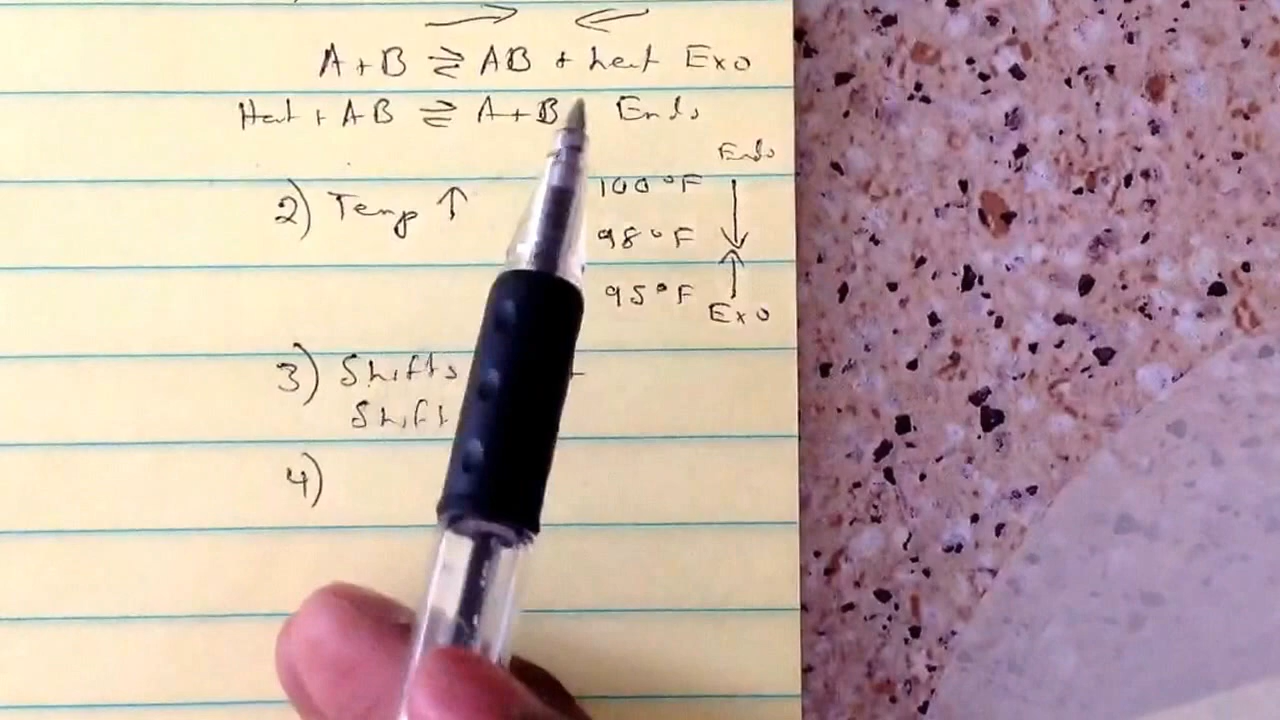 A + B ⇌ AB + heat Exo
Heat + AB ⇌ A + B Endo
Endo
2) Temp ↑ 100°F
98°F
95°F
Exo
3) Shifts
Shift
4)